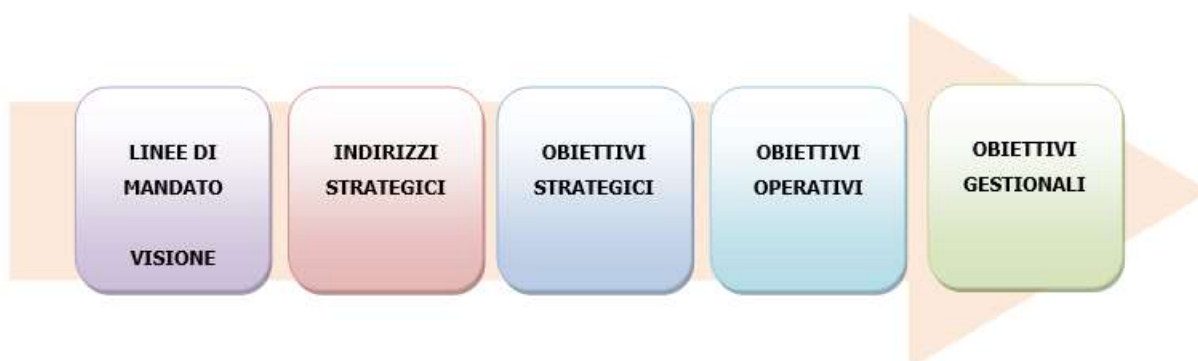 LINEE DI
MANDATO
VISIONE
INDIRIZZI
STRATEGICI
OBIETTIVI
STRATEGICI
OBIETTIVI
OPERATIVI
OBIETTIVI
GESTIONALI